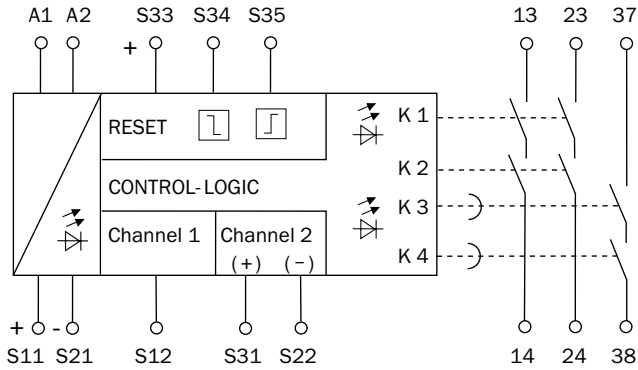 A1 A2 S33 S34 S35 13 23 37
+
RESET K 1
K 2
CONTROL-LOGIC
K 3
Channel 1 Channel 2
(+) (−) K 4
+ -
S11 S21 S12 S31 S22 14 24 38